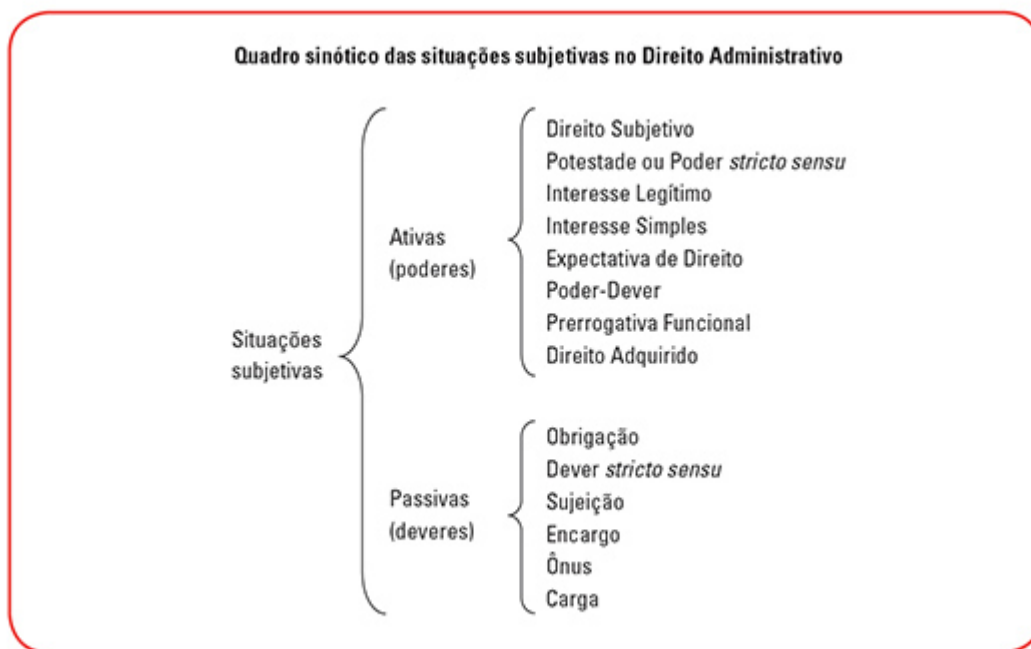 Quadro sinótico das situações subjetivas no Direito Administrativo
Situações
subjetivas
Ativas
(poderes)
Direito Subjetivo
Potestade ou Poder stricto sensu
Interesse Legítimo
Interesse Simples
Expectativa de Direito
Poder-Dever
Prerrogativa Funcional
Direito Adquirido
Passivas
(deveres)
Obrigação
Dever stricto sensu
Sujeição
Encargo
Ônus
Carga